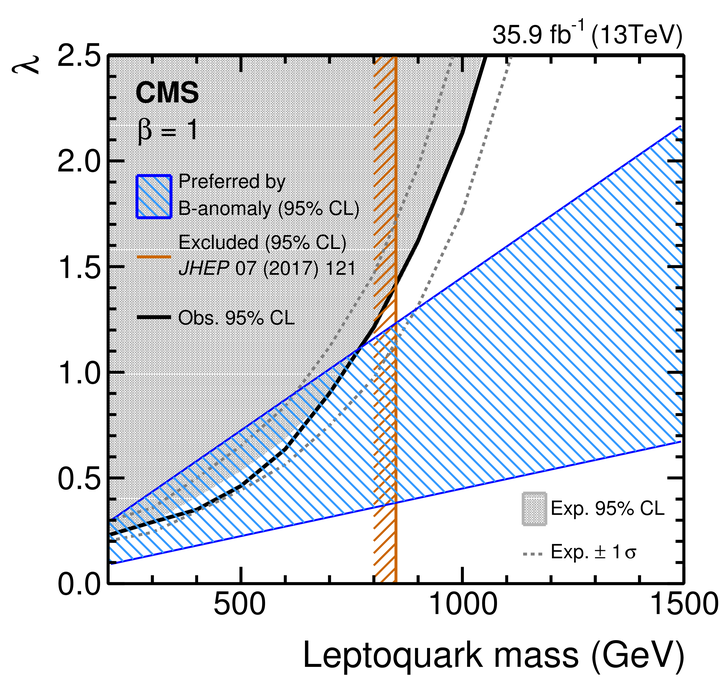 35.9 fb⁻¹ (13TeV)
λ
2.5
2.0
1.5
1.0
0.5
0.0
CMS
β = 1
Preferred by
B-anomaly (95% CL)
Excluded (95% CL)
JHEP 07 (2017) 121
Obs. 95% CL
Exp. 95% CL
Exp. ± 1 σ
500
1000
1500
Leptoquark mass (GeV)